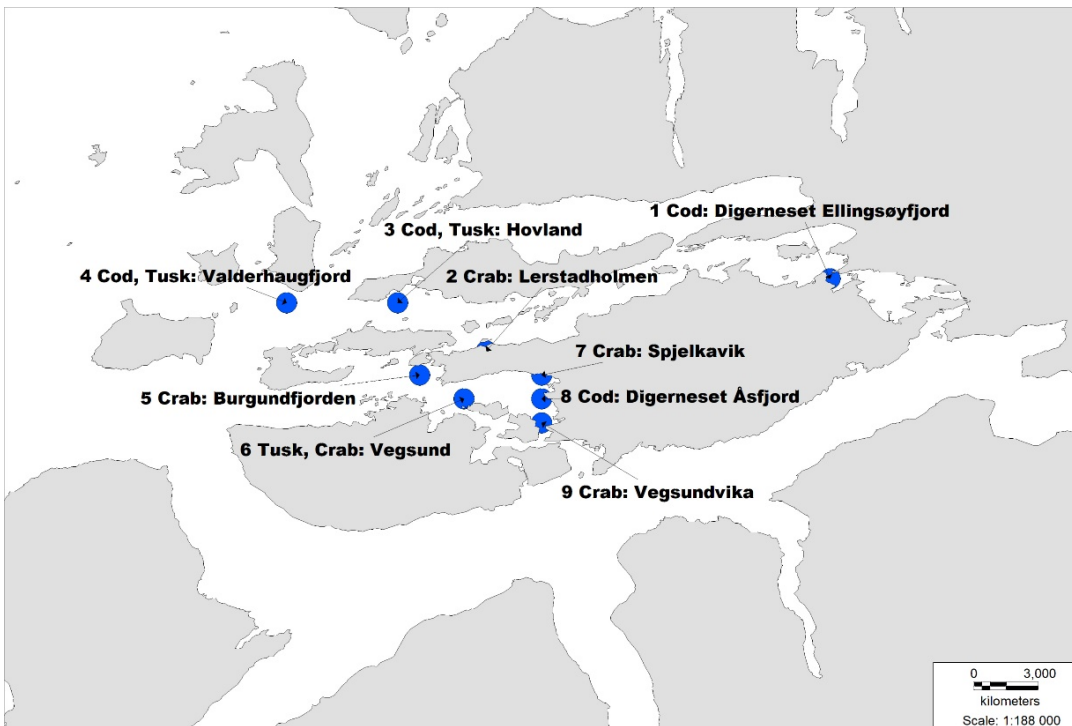 1 Cod: Digerneset Ellingsøyfjord
3 Cod, Tusk: Hovland
4 Cod, Tusk: Valderhaugfjord
2 Crab: Lerstadholmen
7 Crab: Spjelkavik
5 Crab: Burgundfjorden
8 Cod: Digerneset Åsfjord
6 Tusk, Crab: Vegsund
9 Crab: Vegsundvika
0 3,000
kilometers
Scale: 1:188 000